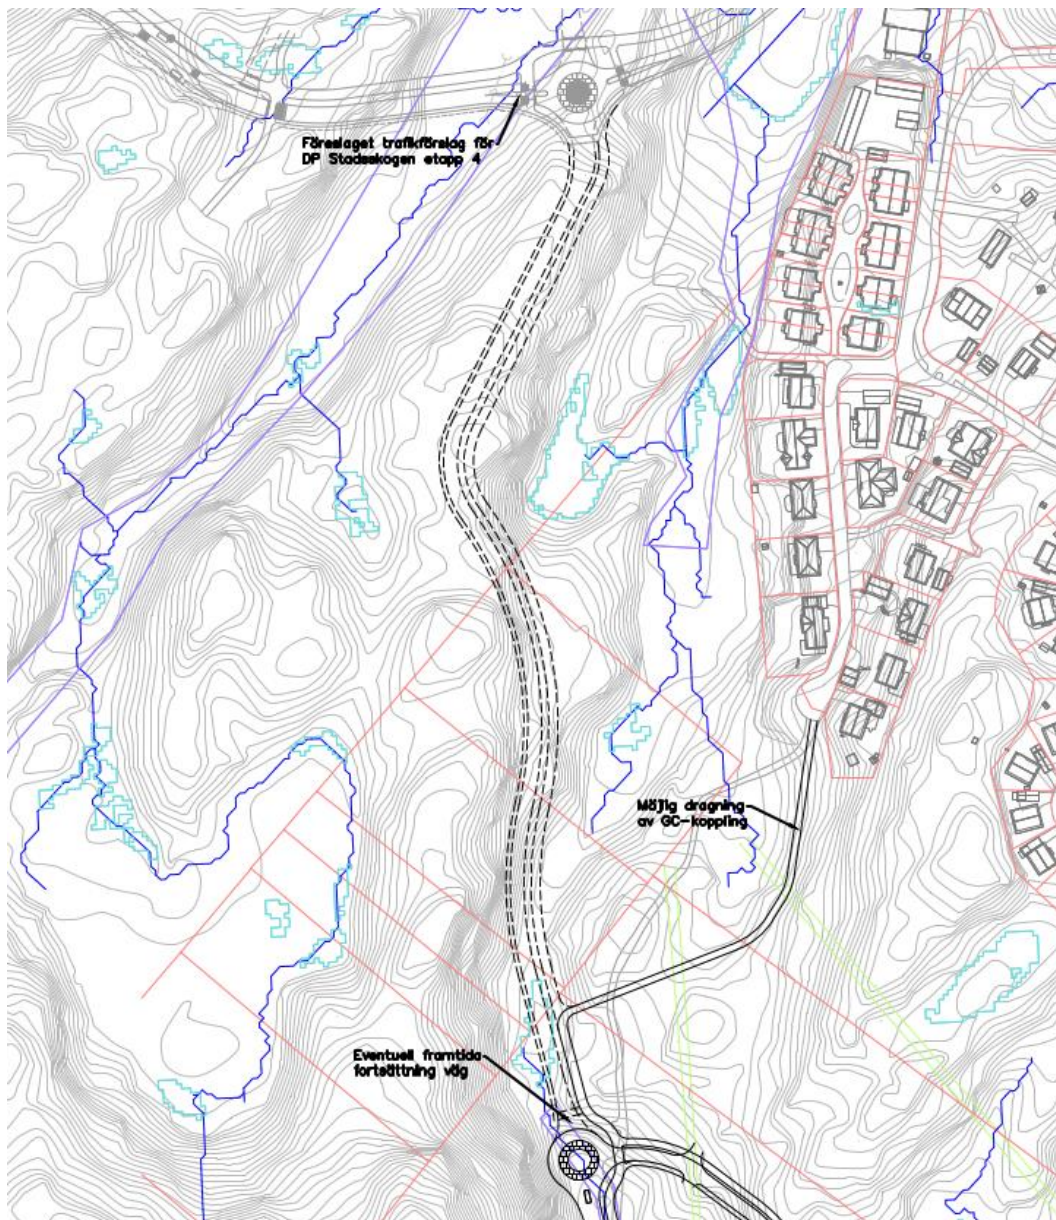 Föreslaget trafikförslag för
DP Stadsskogen etapp 4
Möjlig dragning
av GC-koppling
Eventuell framtida
fortsättning väg